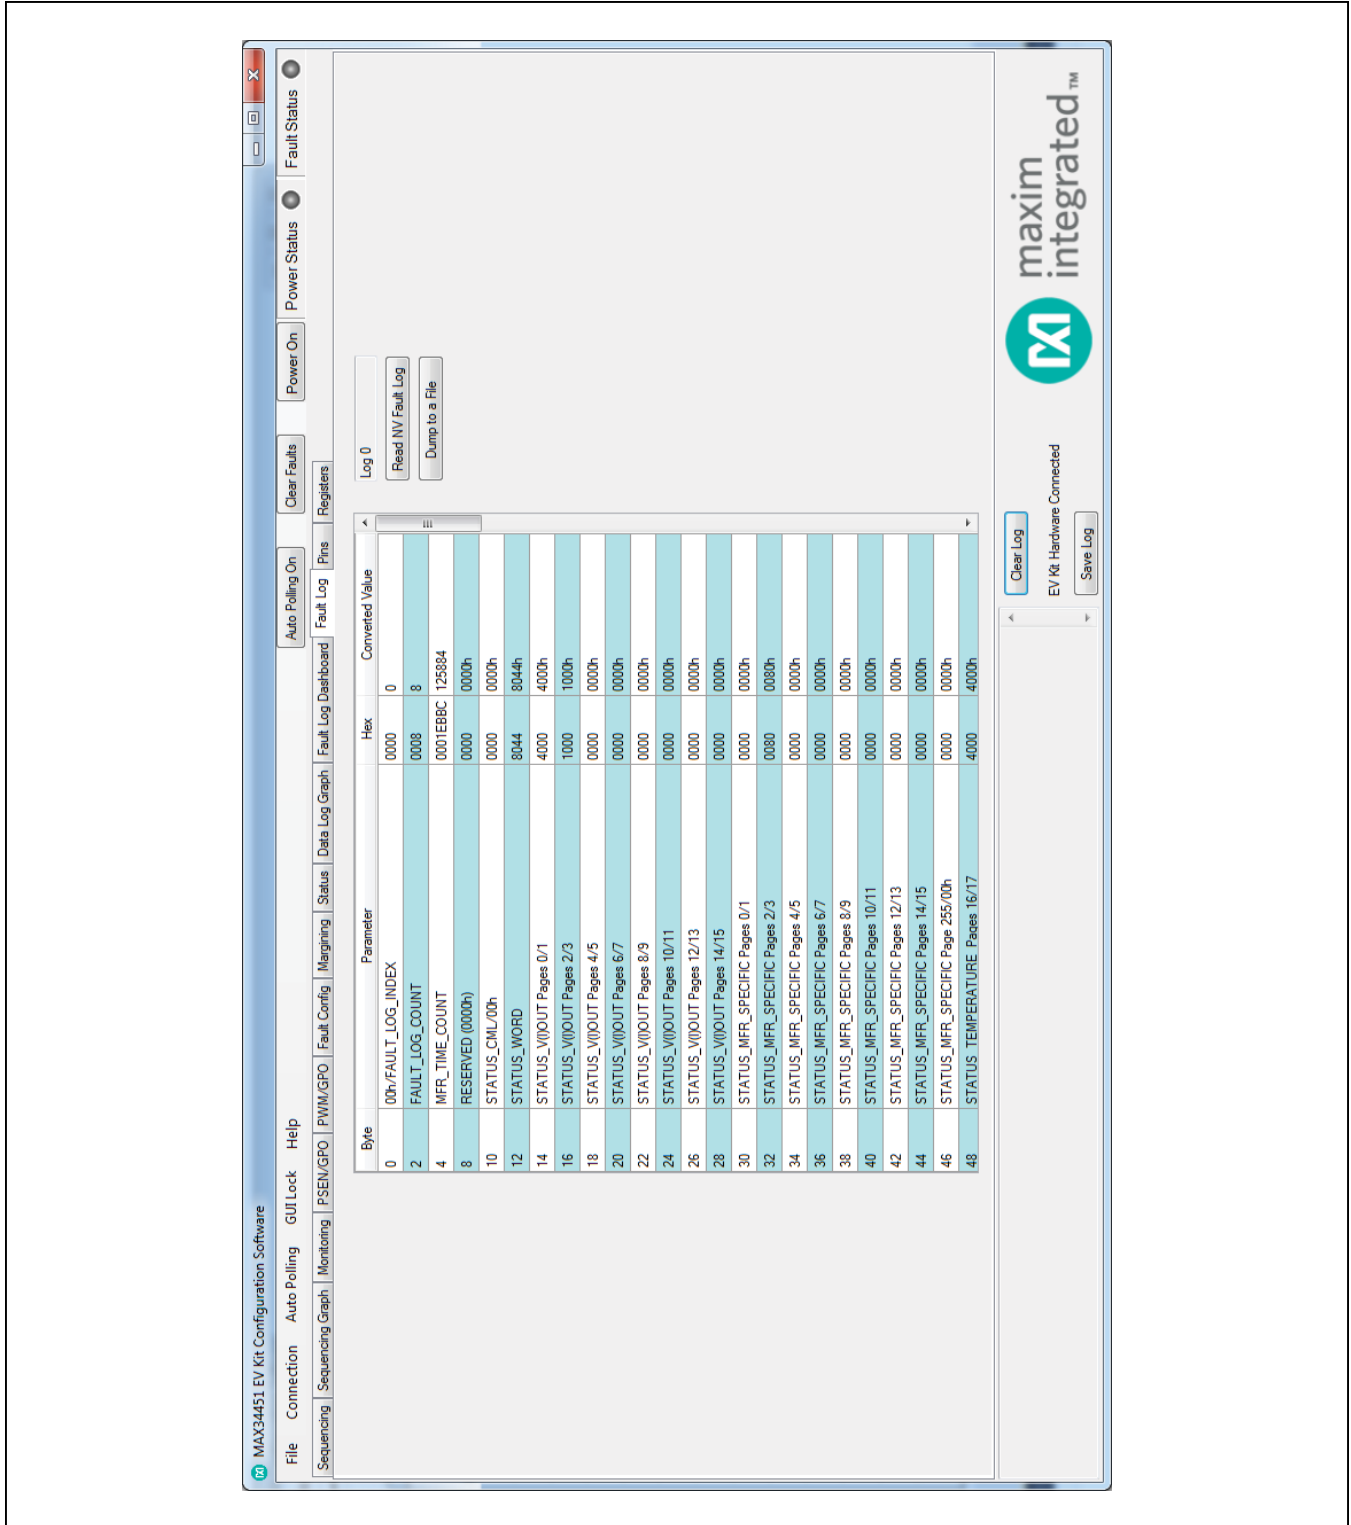 MAX34451 EV Kit Configuration Software
File Connection Auto Polling GUI Lock Help
Auto Polling On Clear Faults Power On Power Status Fault Status
Sequencing Sequencing Graph Monitoring PSEN/GPO PWM/GPO Fault Config Margining Status Data Log Graph Fault Log Dashboard Fault Log Pins Registers
Byte Parameter Hex Converted Value
0 00h/FAULT_LOG_INDEX 0000 0
2 FAULT_LOG_COUNT 0008 8
4 MFR_TIME_COUNT 0001EBBC 125884
8 RESERVED (0000h) 0000 0000h
10 STATUS_CML/00h 0000 0000h
12 STATUS_WORD 8044 8044h
14 STATUS_V(I)OUT Pages 0/1 4000 4000h
16 STATUS_V(I)OUT Pages 2/3 1000 1000h
18 STATUS_V(I)OUT Pages 4/5 0000 0000h
20 STATUS_V(I)OUT Pages 6/7 0000 0000h
22 STATUS_V(I)OUT Pages 8/9 0000 0000h
24 STATUS_V(I)OUT Pages 10/11 0000 0000h
26 STATUS_V(I)OUT Pages 12/13 0000 0000h
28 STATUS_V(I)OUT Pages 14/15 0000 0000h
30 STATUS_MFR_SPECIFIC Pages 0/1 0000 0000h
32 STATUS_MFR_SPECIFIC Pages 2/3 0080 0080h
34 STATUS_MFR_SPECIFIC Pages 4/5 0000 0000h
36 STATUS_MFR_SPECIFIC Pages 6/7 0000 0000h
38 STATUS_MFR_SPECIFIC Pages 8/9 0000 0000h
40 STATUS_MFR_SPECIFIC Pages 10/11 0000 0000h
42 STATUS_MFR_SPECIFIC Pages 12/13 0000 0000h
44 STATUS_MFR_SPECIFIC Pages 14/15 0000 0000h
46 STATUS_MFR_SPECIFIC Page 255/00h 0000 0000h
48 STATUS_TEMPERATURE Pages 16/17 4000 4000h
Log 0
Read NV Fault Log
Dump to a File
Clear Log
EV Kit Hardware Connected
Save Log
maxim
integrated™